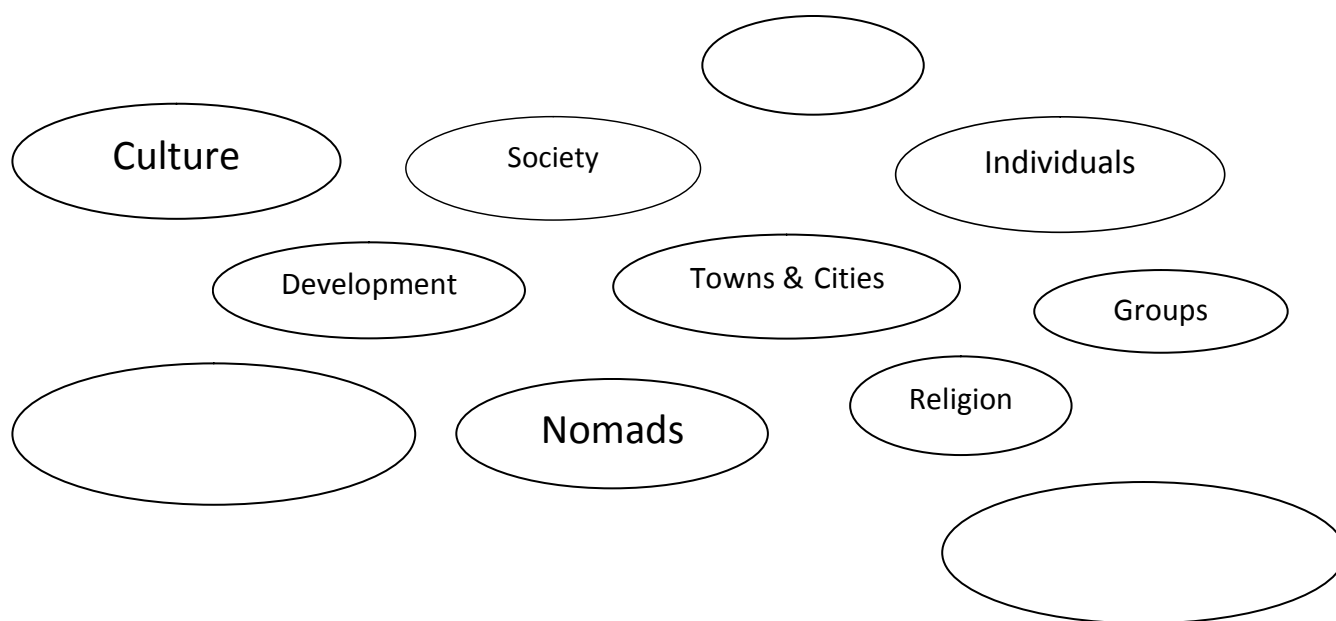 Culture
Society
Individuals
Development
Towns & Cities
Groups
Nomads
Religion